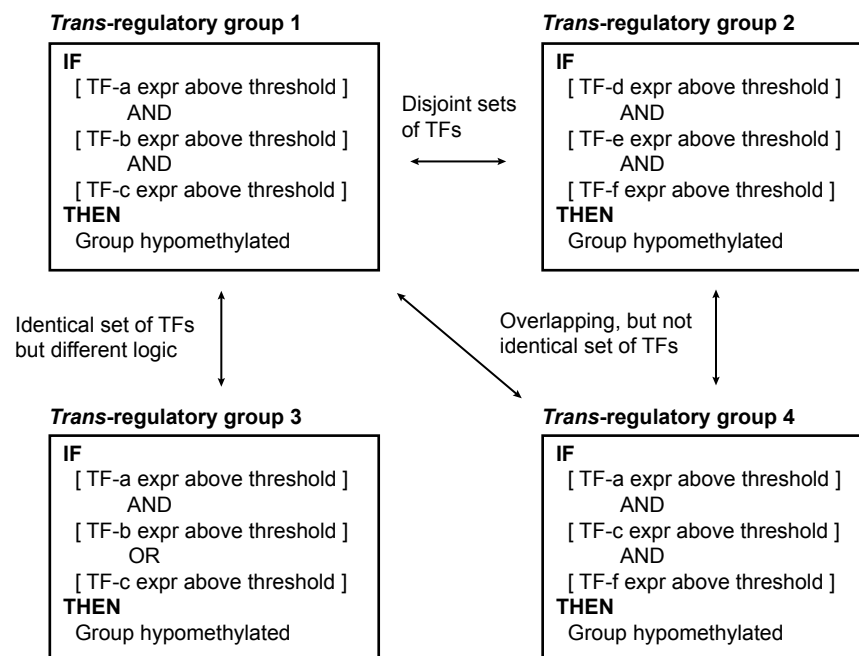 Trans-regulatory group 1
IF
[ TF-a expr above threshold ]
AND
[ TF-b expr above threshold ]
AND
[ TF-c expr above threshold ]
THEN
Group hypomethylated
Disjoint sets
of TFs
Trans-regulatory group 2
IF
[ TF-d expr above threshold ]
AND
[ TF-e expr above threshold ]
AND
[ TF-f expr above threshold ]
THEN
Group hypomethylated
Identical set of TFs
but different logic
Overlapping, but not
identical set of TFs
Trans-regulatory group 3
IF
[ TF-a expr above threshold ]
AND
[ TF-b expr above threshold ]
OR
[ TF-c expr above threshold ]
THEN
Group hypomethylated
Trans-regulatory group 4
IF
[ TF-a expr above threshold ]
AND
[ TF-c expr above threshold ]
AND
[ TF-f expr above threshold ]
THEN
Group hypomethylated